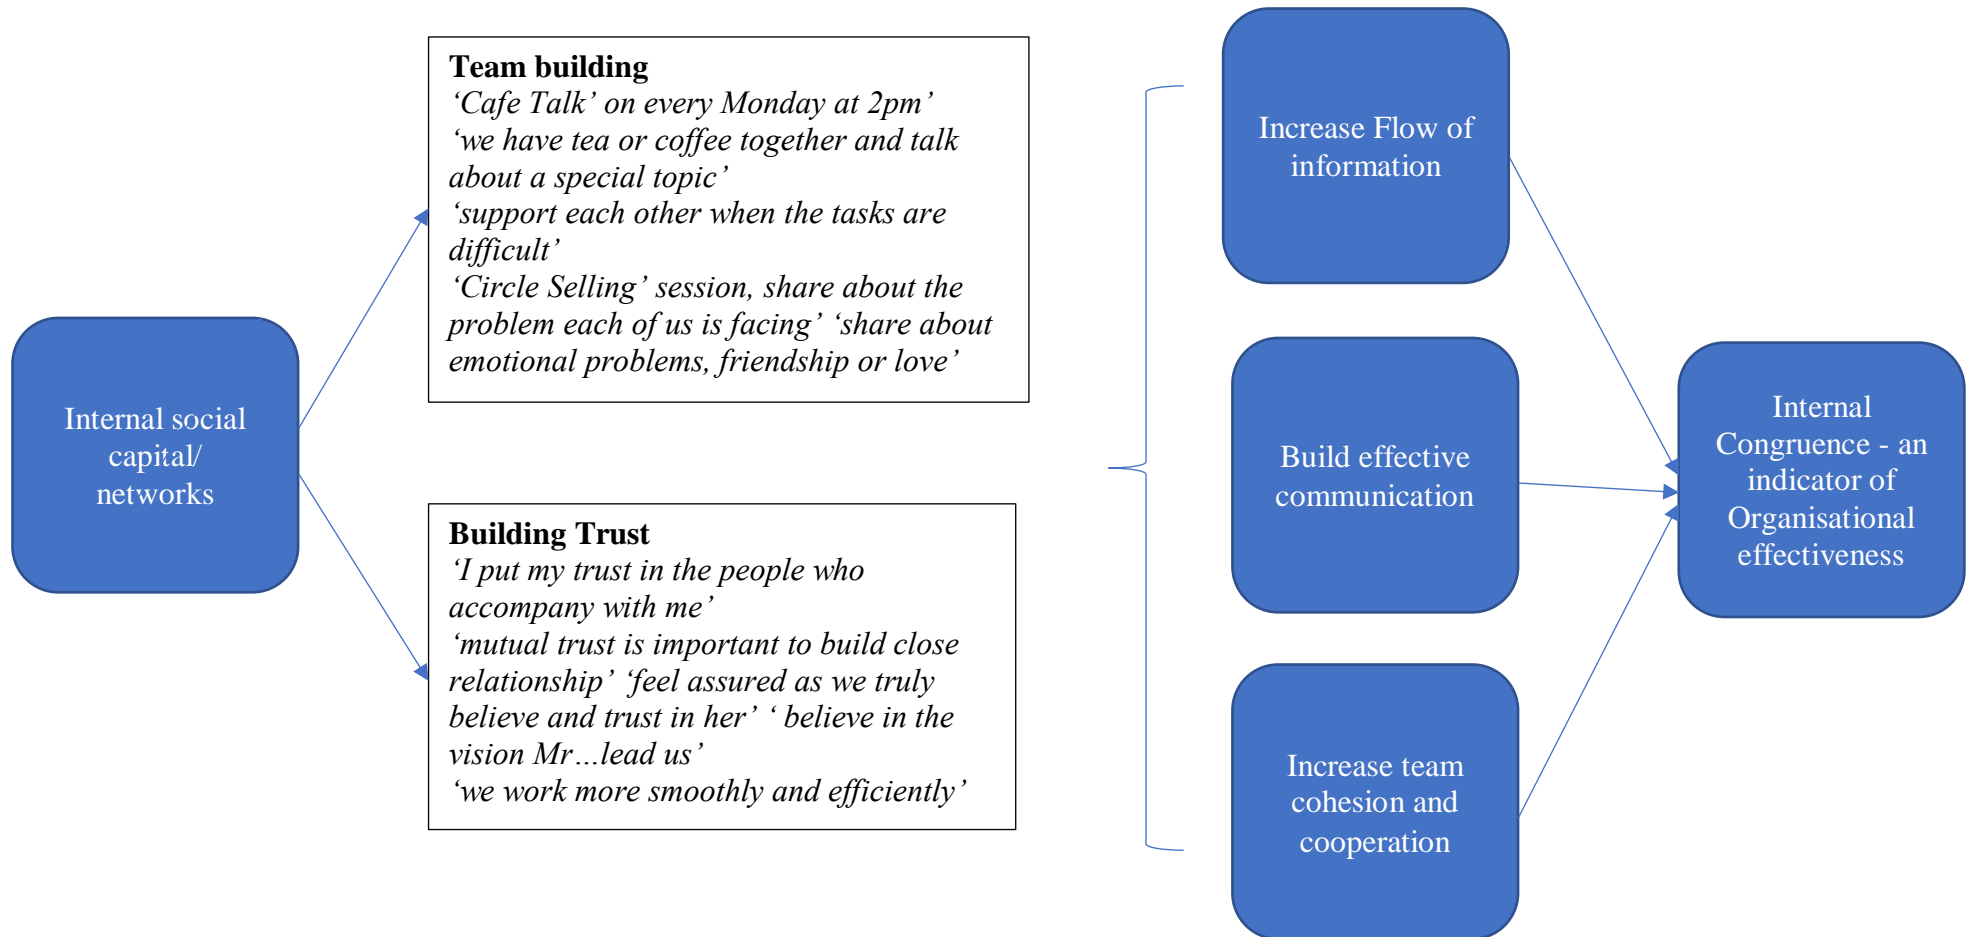 Internal social
capital/
networks
Team building
‘Cafe Talk’ on every Monday at 2pm’
‘we have tea or coffee together and talk
about a special topic’
‘support each other when the tasks are
difficult’
‘Circle Selling’ session, share about the
problem each of us is facing’ ‘share about
emotional problems, friendship or love’
Building Trust
‘I put my trust in the people who
accompany with me’
‘mutual trust is important to build close
relationship’ ‘feel assured as we truly
believe and trust in her’ ‘ believe in the
vision Mr…lead us’
‘we work more smoothly and efficiently’
Increase Flow of
information
Build effective
communication
Increase team
cohesion and
cooperation
Internal
Congruence - an
indicator of
Organisational
effectiveness